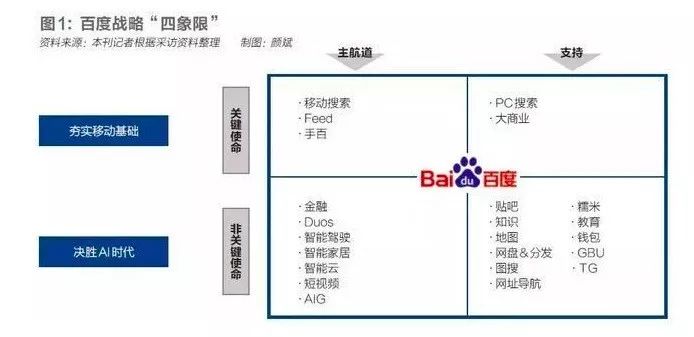 图1：百度战略“四象限”
资料来源：本刊记者根据采访资料整理 制图：颜斌
主航道 支持
夯实移动基础
关键使命
·移动搜索
·Feed
·手百
·PC搜索
·大商业
Bai du 百度
决胜AI时代
非关键使命
·金融
·Duos
·智能驾驶
·智能家居
·智能云
·短视频
·AIG
·贴吧 ·糯米
·知识 ·教育
·地图 ·钱包
·网盘&分发 ·GBU
·图搜 ·TG
·网址导航